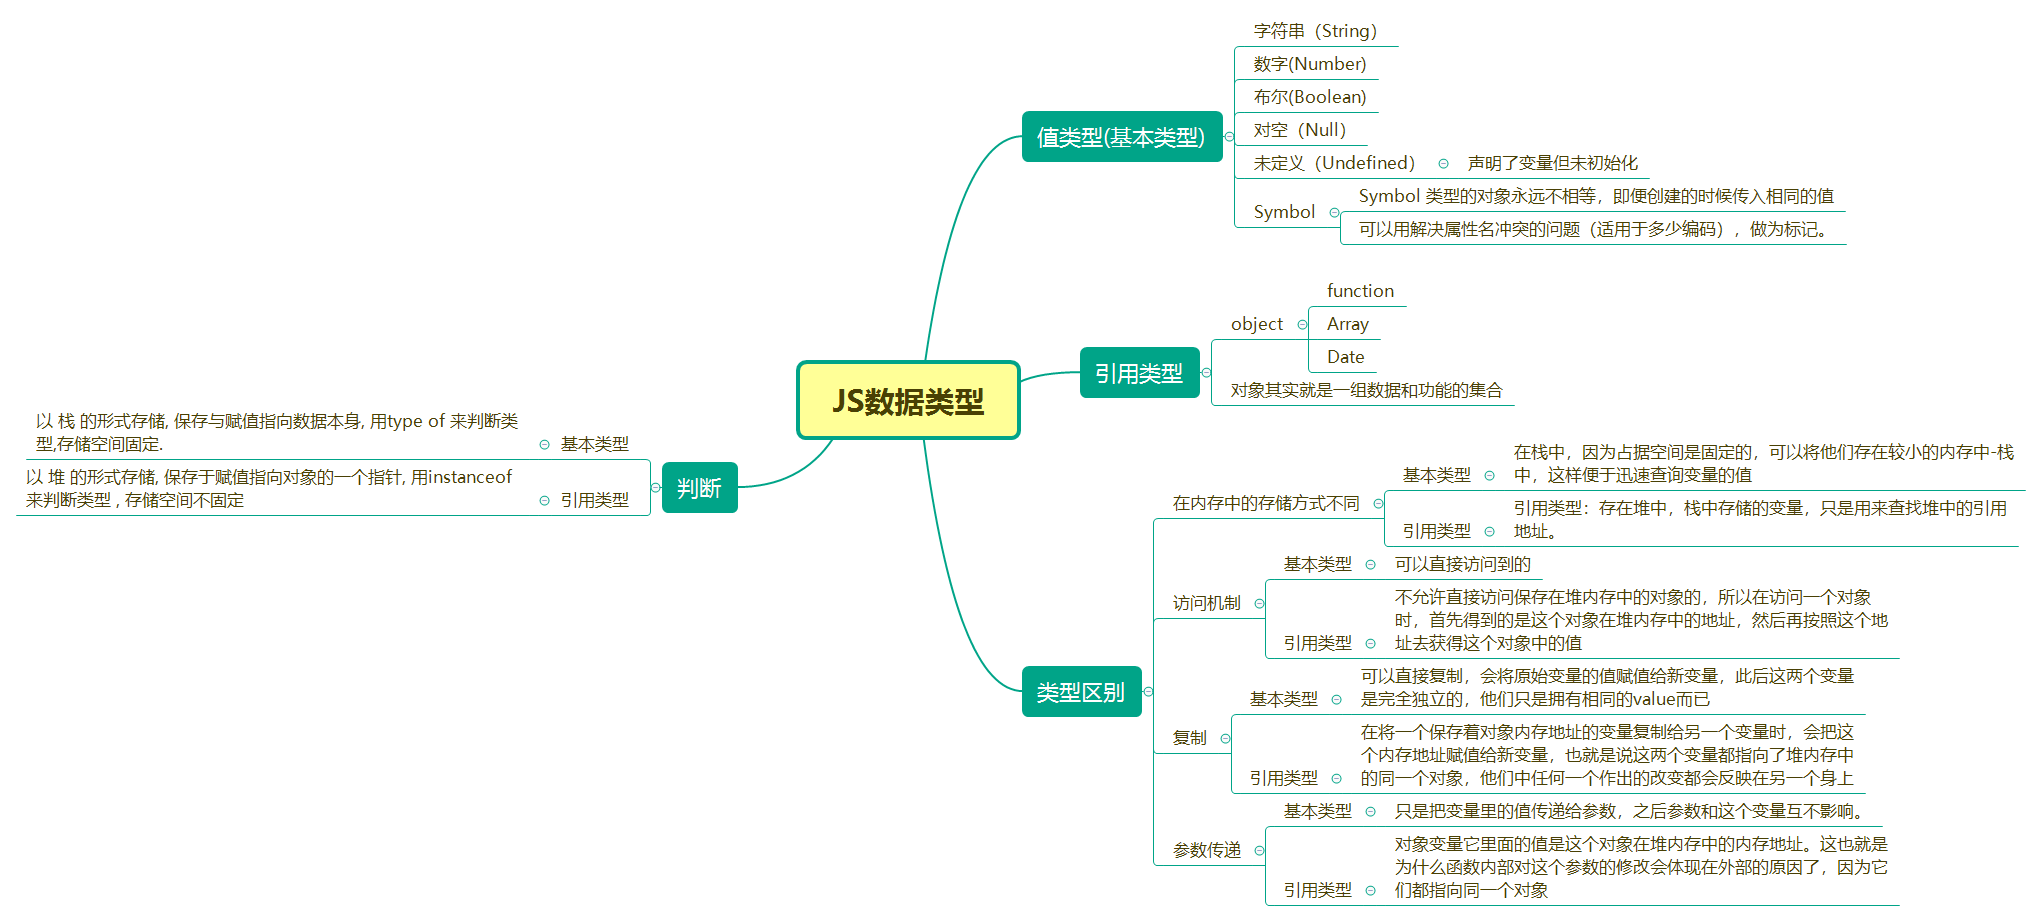 JS数据类型
值类型(基本类型)
字符串（String）
数字(Number)
布尔(Boolean)
对空（Null）
未定义（Undefined）
声明了变量但未初始化
Symbol
Symbol 类型的对象永远不相等，即便创建的时候传入相同的值
可以用解决属性名冲突的问题（适用于多少编码），做为标记。
引用类型
object
function
Array
Date
对象其实就是一组数据和功能的集合
类型区别
在内存中的存储方式不同
基本类型
在栈中，因为占据空间是固定的，可以将他们存在较小的内存中-栈
中，这样便于迅速查询变量的值
引用类型
引用类型：存在堆中，栈中存储的变量，只是用来查找堆中的引用
地址。
访问机制
基本类型
可以直接访问到的
引用类型
不允许直接访问保存在堆内存中的对象的，所以在访问一个对象
时，首先得到的是这个对象在堆内存中的地址，然后再按照这个地
址去获得这个对象中的值
复制
基本类型
可以直接复制，会将原始变量的值赋值给新变量，此后这两个变量
是完全独立的，他们只是拥有相同的value而已
引用类型
在将一个保存着对象内存地址的变量复制给另一个变量时，会把这
个内存地址赋值给新变量，也就是说这两个变量都指向了堆内存中
的同一个对象，他们中任何一个作出的改变都会反映在另一个身上
参数传递
基本类型
只是把变量里的值传递给参数，之后参数和这个变量互不影响。
引用类型
对象变量它里面的值是这个对象在堆内存中的内存地址。这也就是
为什么函数内部对这个参数的修改会体现在外部的原因了，因为它
们都指向同一个对象
判断
基本类型
以 栈 的形式存储, 保存与赋值指向数据本身, 用type of 来判断类
型,存储空间固定.
引用类型
以 堆 的形式存储, 保存于赋值指向对象的一个指针, 用instanceof
来判断类型 , 存储空间不固定